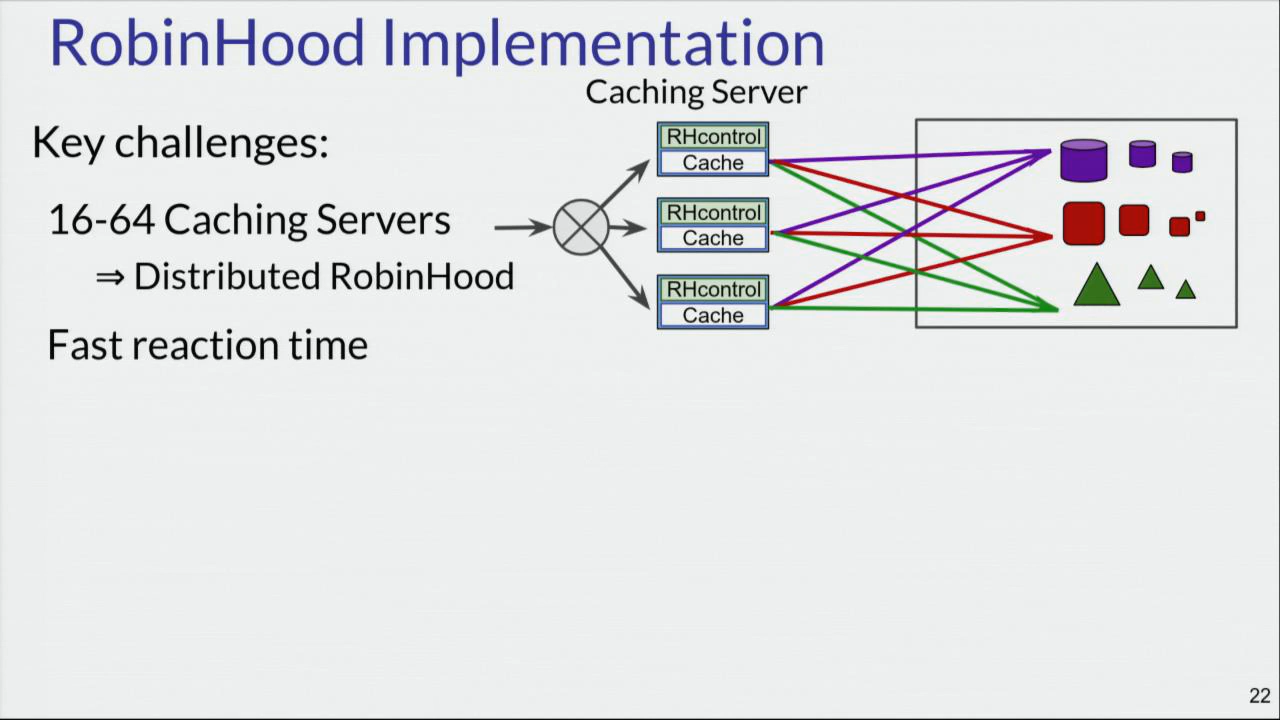 RobinHood Implementation
Caching Server
Key challenges:
16-64 Caching Servers
⇒ Distributed RobinHood
Fast reaction time
RHcontrol
Cache
RHcontrol
Cache
RHcontrol
Cache
22